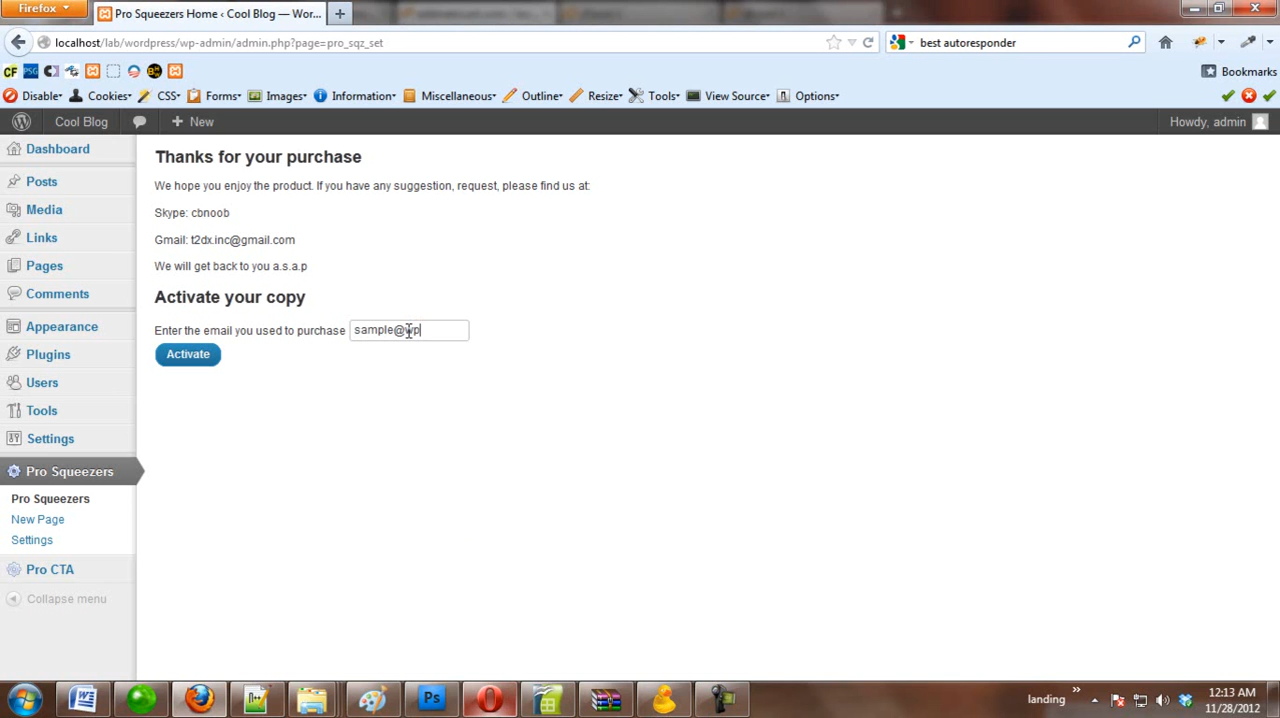 Firefox
Pro Squeezers Home ‹ Cool Blog — Wor...
localhost/lab/wordpress/wp-admin/admin.php?page=pro_sqz_set
best autoresponder
CF PSG
Bookmarks
Disable Cookies CSS Forms Images Information Miscellaneous Outline Resize Tools View Source Options
Cool Blog New Howdy, admin
Dashboard
Posts
Media
Links
Pages
Comments
Appearance
Plugins
Users
Tools
Settings
Pro Squeezers
Pro Squeezers
New Page
Settings
Pro CTA
Collapse menu
Thanks for your purchase
We hope you enjoy the product. If you have any suggestion, request, please find us at:
Skype: cbnoob
Gmail: t2dx.inc@gmail.com
We will get back to you a.s.a.p
Activate your copy
Enter the email you used to purchase sample@wp
Activate
Ps
landing
12:13 AM
11/28/2012